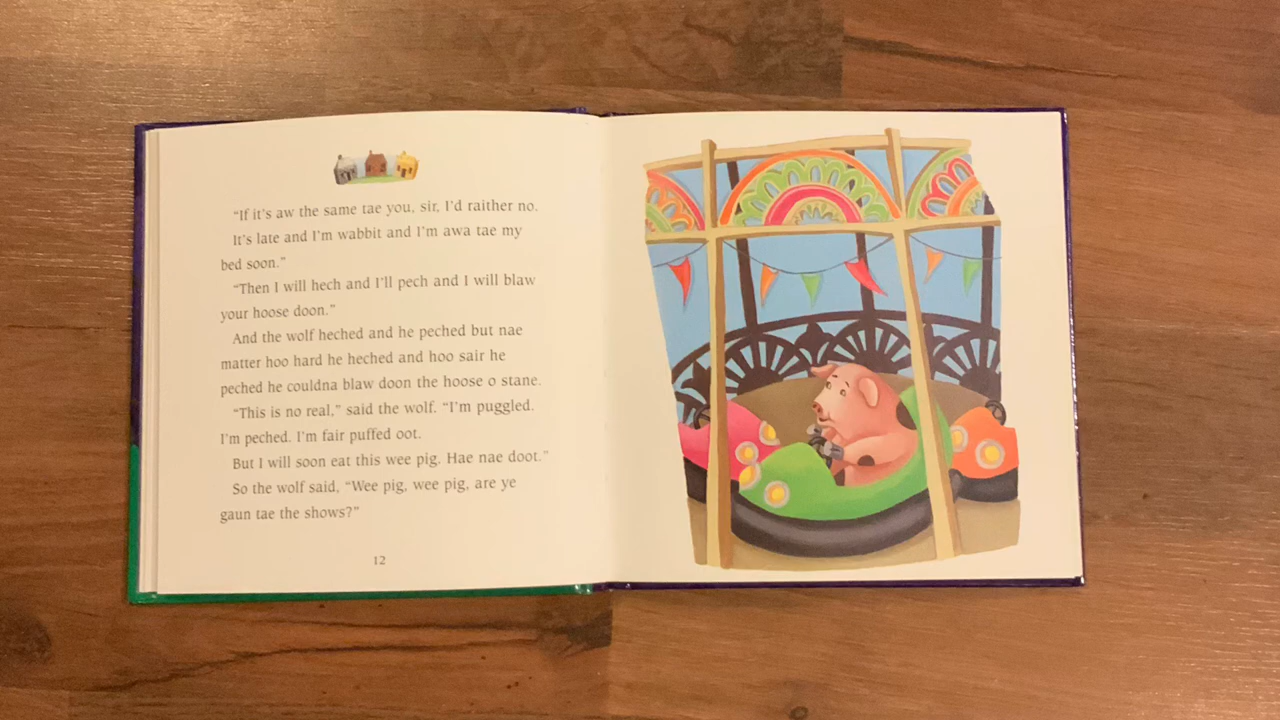 “If it’s aw the same tae you, sir, I’d raither no.
It’s late and I’m wabbit and I’m awa tae my
bed soon.”
“Then I will hech and I’ll pech and I will blaw
your hoose doon.”
And the wolf heched and he peched but nae
matter hoo hard he heched and hoo sair he
peched he couldna blaw doon the hoose o stane.
“This is no real,” said the wolf. “I’m puggled.
I’m peched. I’m fair puffed oot.
But I will soon eat this wee pig. Hae nae doot.”
So the wolf said, “Wee pig, wee pig, are ye
gaun tae the shows?”
12